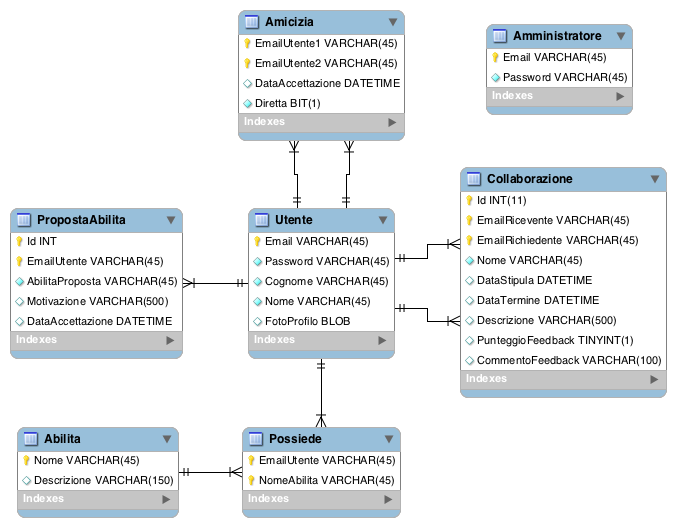 Amicizia
EmailUtente1 VARCHAR(45)
EmailUtente2 VARCHAR(45)
DataAccettazione DATETIME
Diretta BIT(1)
Indexes
Amministratore
Email VARCHAR(45)
Password VARCHAR(45)
Indexes
PropostaAbilita
Id INT
EmailUtente VARCHAR(45)
AbilitaProposta VARCHAR(45)
Motivazione VARCHAR(500)
DataAccettazione DATETIME
Indexes
Utente
Email VARCHAR(45)
Password VARCHAR(45)
Cognome VARCHAR(45)
Nome VARCHAR(45)
FotoProfilo BLOB
Indexes
Collaborazione
Id INT(11)
EmailRicevente VARCHAR(45)
EmailRichiedente VARCHAR(45)
Nome VARCHAR(45)
DataStipula DATETIME
DataTermine DATETIME
Descrizione VARCHAR(500)
PunteggioFeedback TINYINT(1)
CommentoFeedback VARCHAR(100)
Indexes
Abilita
Nome VARCHAR(45)
Descrizione VARCHAR(150)
Indexes
Possiede
EmailUtente VARCHAR(45)
NomeAbilita VARCHAR(45)
Indexes